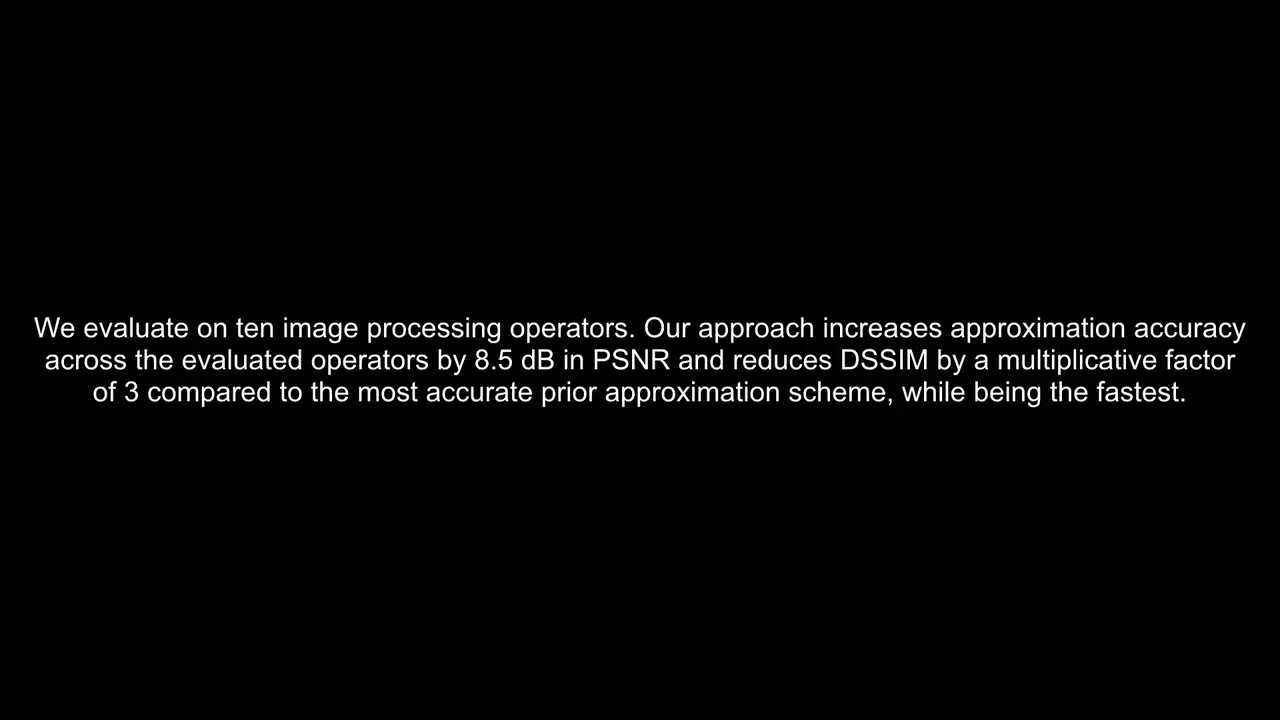 We evaluate on ten image processing operators. Our approach increases approximation accuracy
across the evaluated operators by 8.5 dB in PSNR and reduces DSSIM by a multiplicative factor
of 3 compared to the most accurate prior approximation scheme, while being the fastest.